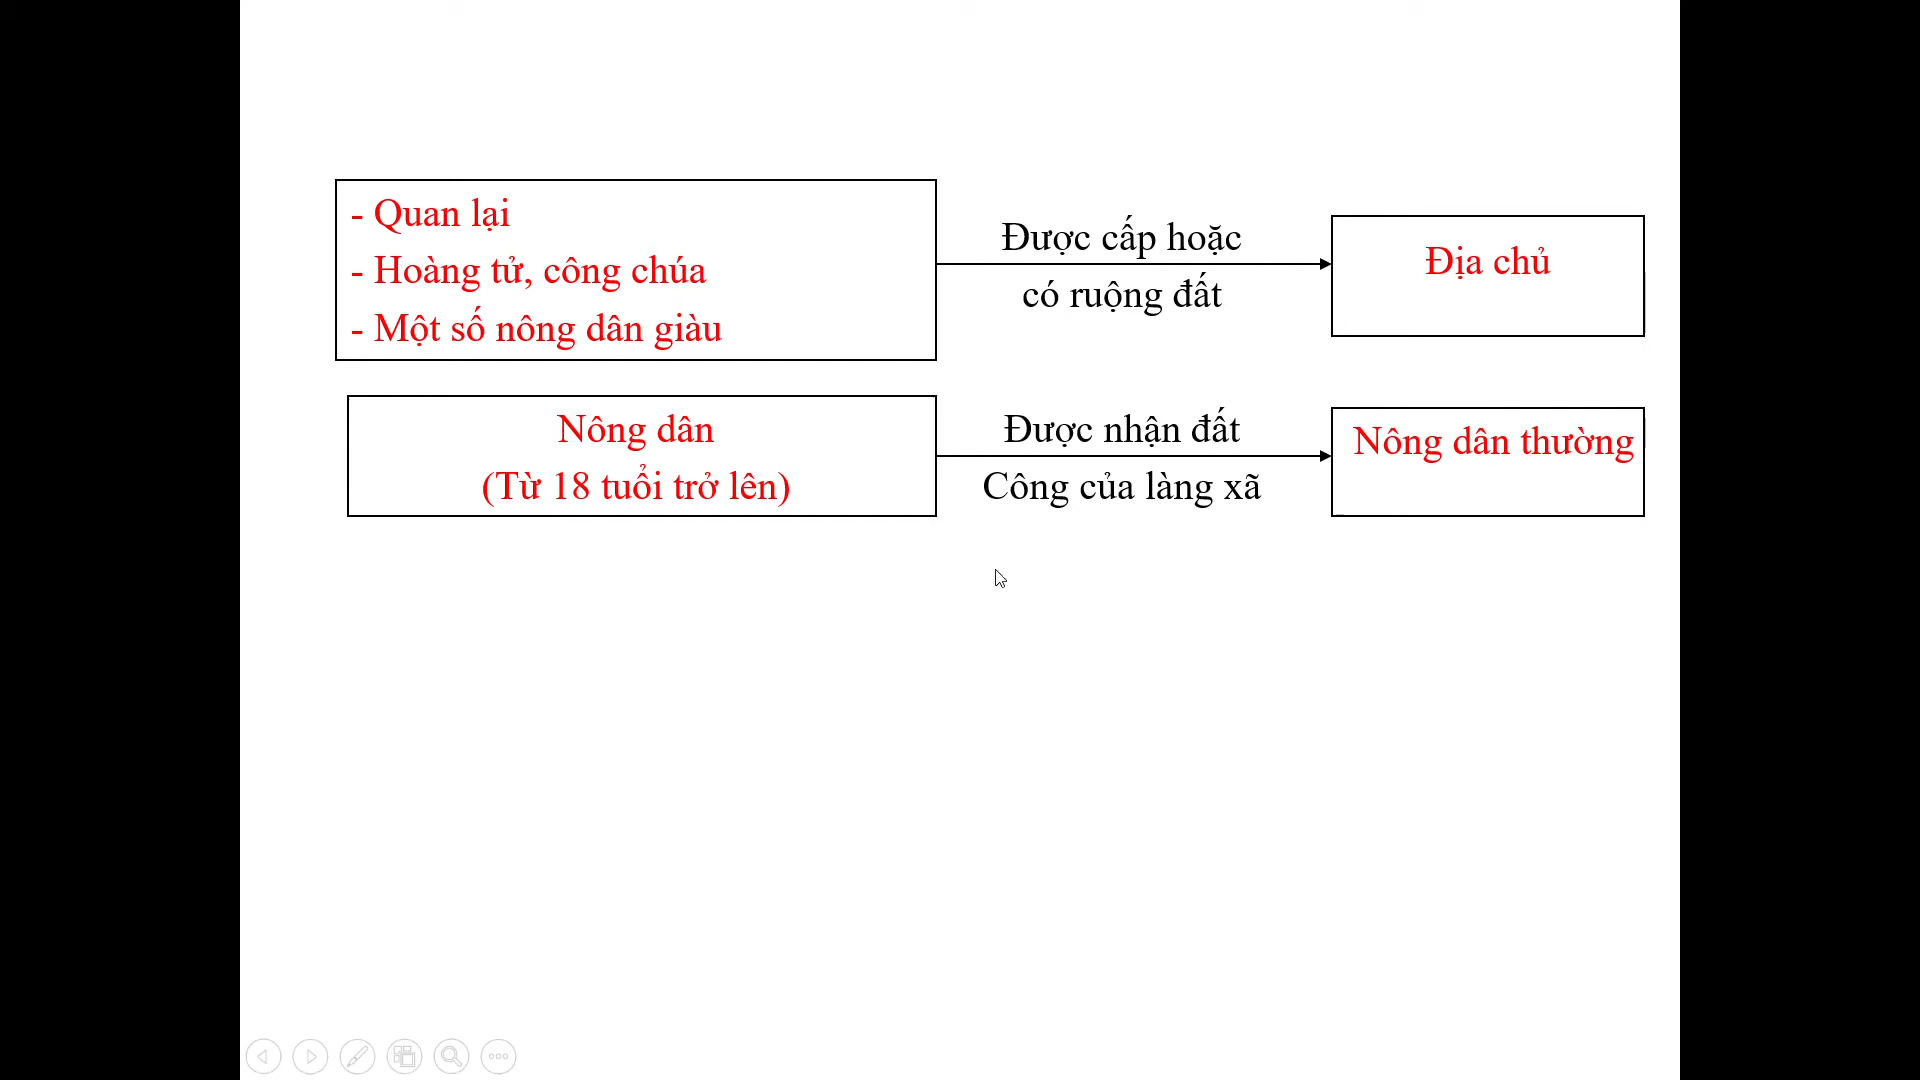 - Quan lại
- Hoàng tử, công chúa
- Một số nông dân giàu
Được cấp hoặc
có ruộng đất
Địa chủ
Nông dân
(Từ 18 tuổi trở lên)
Được nhận đất
Công của làng xã
Nông dân thường